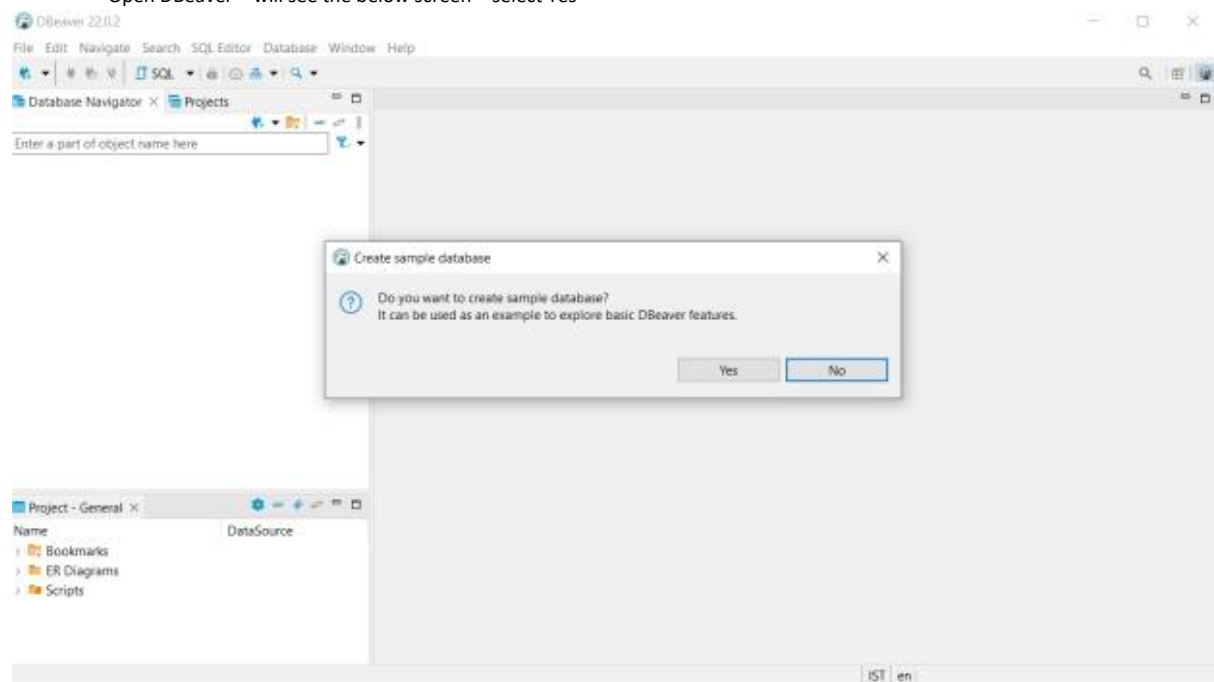 Open DBeaver – will see the below screen – select Yes
DBeaver 22.0.2
File Edit Navigate Search SQL Editor Database Window Help
SQL
Database Navigator Projects
Enter a part of object name here
Create sample database
Do you want to create sample database?
It can be used as an example to explore basic DBeaver features.
Yes No
Project - General
Name DataSource
Bookmarks
ER Diagrams
Scripts
IST en